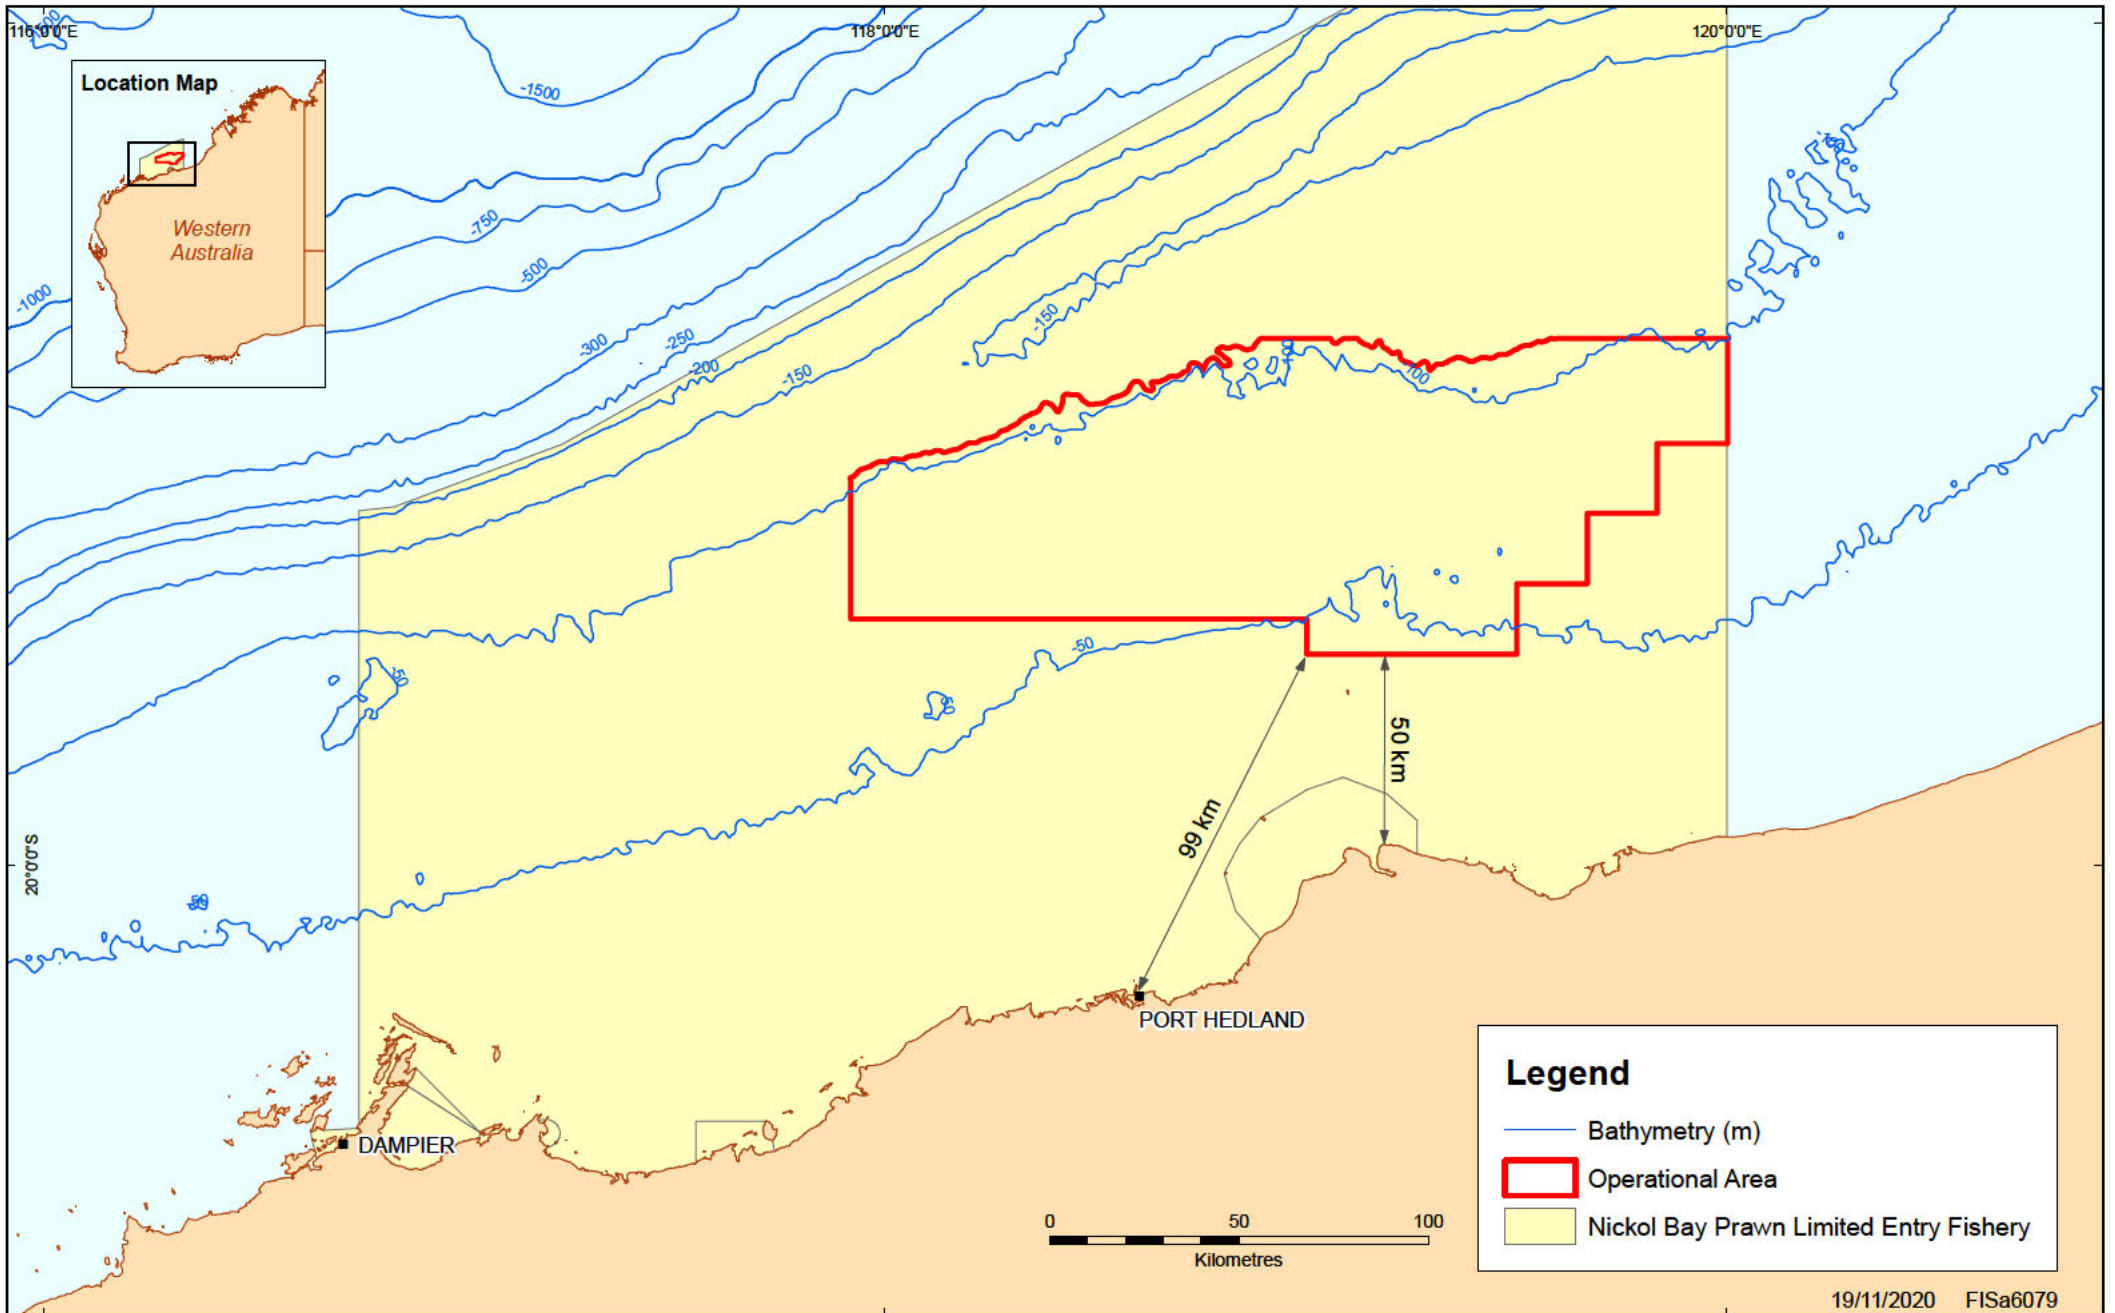 116°0'0"E
118°0'0"E
120°0'0"E
Location Map
Western
Australia
-1500
-1500
-1000
-750
-500
-300
-250
-200
-150
-150
-100
-100
-50
-50
-50
-50
20°0'0"S
50 km
99 km
PORT HEDLAND
DAMPIER
0 50 100
Kilometres
Legend
Bathymetry (m)
Operational Area
Nickol Bay Prawn Limited Entry Fishery
19/11/2020 FISa6079